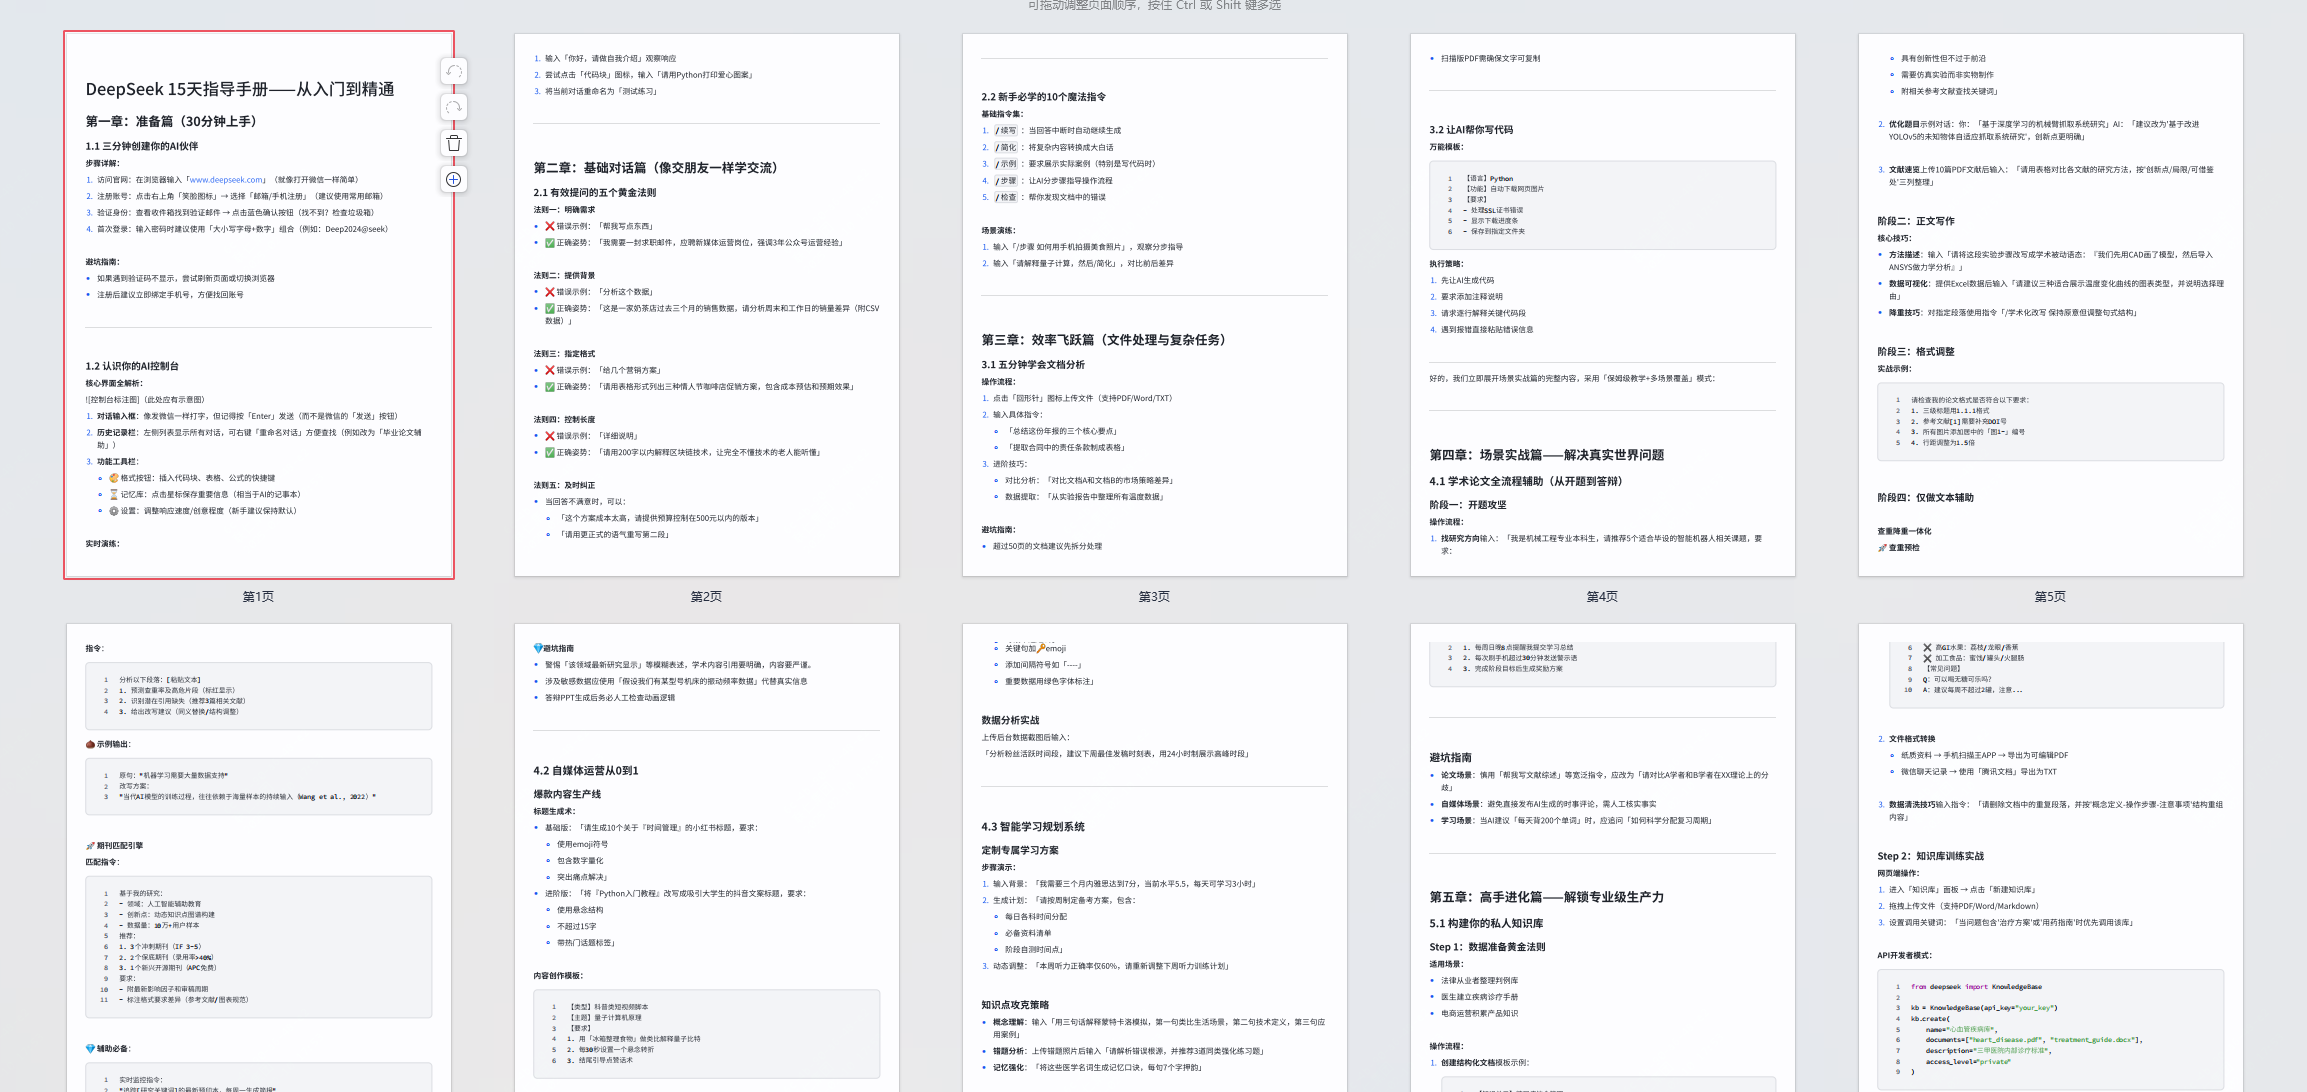 可拖动调整页面顺序，按住 Ctrl 或 Shift 键多选
DeepSeek 15天指导手册——从入门到精通
第一章：准备篇（30分钟上手）
1.1 三分钟创建你的AI伙伴
步骤详解：
1. 访问官网：在浏览器输入「www.deepseek.com」（就像打开微信一样简单）
2. 注册账号：点击右上角「笑脸图标」→ 选择「邮箱/手机注册」（建议使用常用邮箱）
3. 验证身份：查看收件箱找到验证邮件 → 点击蓝色确认按钮（找不到？检查垃圾箱）
4. 首次登录：输入密码时建议使用「大小写字母+数字」组合（例如：Deep2024@seek）
避坑指南：
• 如果遇到验证码不显示，尝试刷新页面或切换浏览器
• 注册后建议立即绑定手机号，方便找回账号
1.2 认识你的AI控制台
核心界面全解析：
![控制台标注图]（此处应有示意图）
1. 对话输入框：像发微信一样打字，但记得按「Enter」发送（而不是微信的「发送」按钮）
2. 历史记录栏：左侧列表显示所有对话，可右键「重命名对话」方便查找（例如改为「毕业论文辅
助」）
3. 功能工具栏：
格式按钮：插入代码块、表格、公式的快捷键
⏳ 记忆库：点击星标保存重要信息（相当于AI的记事本）
⚙️ 设置：调整响应速度/创意程度（新手建议保持默认）
实时演练：
第1页
1. 输入「你好，请做自我介绍」观察响应
2. 尝试点击「代码块」图标，输入「请用Python打印爱心图案」
3. 将当前对话重命名为「测试练习」
第二章：基础对话篇（像交朋友一样学交流）
2.1 有效提问的五个黄金法则
法则一：明确需求
• ❌ 错误示例：「帮我写点东西」
• ✅ 正确姿势：「我需要一封求职邮件，应聘新媒体运营岗位，强调3年公众号运营经验」
法则二：提供背景
• ❌ 错误示例：「分析这个数据」
• ✅ 正确姿势：「这是一家奶茶店过去三个月的销售数据，请分析周末和工作日的销量差异（附CSV
数据）」
法则三：指定格式
• ❌ 错误示例：「给几个营销方案」
• ✅ 正确姿势：「请用表格形式列出三种情人节咖啡店促销方案，包含成本预估和预期效果」
法则四：控制长度
• ❌ 错误示例：「详细说明」
• ✅ 正确姿势：「请用200字以内解释区块链技术，让完全不懂技术的老人能听懂」
法则五：及时纠正
• 当回答不满意时，可以：
「这个方案成本太高，请提供预算控制在500元以内的版本」
「请用更正式的语气重写第二段」
第2页
2.2 新手必学的10个魔法指令
基础指令集：
1. /续写 ：当回答中断时自动继续生成
2. /简化 ：将复杂内容转换成大白话
3. /示例 ：要求展示实际案例（特别是写代码时）
4. /步骤 ：让AI分步骤指导操作流程
5. /检查 ：帮你发现文档中的错误
场景演练：
1. 输入「/步骤 如何用手机拍摄美食照片」，观察分步指导
2. 输入「请解释量子计算，然后/简化」，对比前后差异
第三章：效率飞跃篇（文件处理与复杂任务）
3.1 五分钟学会文档分析
操作流程：
1. 点击「回形针」图标上传文件（支持PDF/Word/TXT）
2. 输入具体指令：
「总结这份年报的三个核心要点」
「提取合同中的责任条款制成表格」
3. 进阶技巧：
对比分析：「对比文档A和文档B的市场策略差异」
数据提取：「从实验报告中整理所有温度数据」
避坑指南：
• 超过50页的文档建议先拆分处理
第3页
• 扫描版PDF需确保文字可复制
3.2 让AI帮你写代码
万能模板：
1 【语言】Python
2 【功能】自动下载网页图片
3 【要求】
4 - 处理SSL证书错误
5 - 显示下载进度条
6 - 保存到指定文件夹
执行策略：
1. 先让AI生成代码
2. 要求添加注释说明
3. 请求逐行解释关键代码段
4. 遇到报错直接粘贴错误信息
好的，我们立即展开场景实战篇的完整内容，采用「保姆级教学+多场景覆盖」模式：
第四章：场景实战篇——解决真实世界问题
4.1 学术论文全流程辅助（从开题到答辩）
阶段一：开题攻坚
操作流程：
1. 找研究方向输入：「我是机械工程专业本科生，请推荐5个适合毕设的智能机器人相关课题，要
求：
第4页
具有创新性但不过于前沿
需要仿真实验而非实物制作
附相关参考文献查找关键词」
2. 优化题目示例对话：你：「基于深度学习的机械臂抓取系统研究」AI：「建议改为'基于改进
YOLOv5的未知物体自适应抓取系统研究'，创新点更明确」
3. 文献速览上传10篇PDF文献后输入：「请用表格对比各文献的研究方法，按'创新点/局限/可借鉴
处'三列整理」
阶段二：正文写作
核心技巧：
• 方法描述：输入「请将这段实验步骤改写成学术被动语态：『我们先用CAD画了模型，然后导入
ANSYS做力学分析』」
• 数据可视化：提供Excel数据后输入「请建议三种适合展示温度变化曲线的图表类型，并说明选择理
由」
• 降重技巧：对指定段落使用指令「/学术化改写 保持原意但调整句式结构」
阶段三：格式调整
实战示例：
1 请检查我的论文格式是否符合以下要求：
2 1. 三级标题用1.1.1格式
3 2. 参考文献[1]需要补充DOI号
4 3. 所有图片添加居中的「图1-」编号
5 4. 行距调整为1.5倍
阶段四：仅做文本辅助
查重降重一体化
🚀 查重预检
第5页
指令：
1 分析以下段落：[粘贴文本]
2 1. 预测查重率及高危片段（标红显示）
3 2. 识别潜在引用缺失（推荐3篇相关文献）
4 3. 给出改写建议（同义替换/结构调整）
🌰 示例输出：
1 原句："机器学习需要大量数据支持"
2 改写方案：
3 "当代AI模型的训练过程，往往依赖于海量样本的持续输入（Wang et al., 2022）"
🚀 期刊匹配引擎
匹配指令：
1 基于我的研究：
2 - 领域：人工智能辅助教育
3 - 创新点：动态知识点图谱构建
4 - 数据量：10万+用户样本
5 推荐：
6 1. 3个冲刺期刊（IF 3-5）
7 2. 2个保底期刊（录用率>40%）
8 3. 1个新兴开源期刊（APC免费）
9 要求：
10 - 附最新影响因子和审稿周期
11 - 标注格式要求差异（参考文献/图表规范）
💎 辅助必备：
1 实时监控指令：
2 "追踪[研究关键词]的最新预印本，每周一生成简报"
💎避坑指南
• 警惕「该领域最新研究显示」等模糊表述，学术内容引用要明确，内容要严谨。
• 涉及敏感数据应使用「假设我们有某型号机床的振动频率数据」代替真实信息
• 答辩PPT生成后务必人工检查动画逻辑
4.2 自媒体运营从0到1
爆款内容生产线
标题生成术：
• 基础版：「请生成10个关于『时间管理』的小红书标题，要求：
使用emoji符号
包含数字量化
突出痛点解决」
• 进阶版：「将『Python入门教程』改写成吸引大学生的抖音文案标题，要求：
使用悬念结构
不超过15字
带热门话题标签」
内容创作模板：
1 【类型】科普类短视频脚本
2 【主题】量子计算机原理
3 【要求】
4 1. 用「冰箱整理食物」做类比解释量子比特
5 2. 每30秒设置一个悬念转折
6 3. 结尾引导点赞话术
关键句加🔑emoji
添加间隔符号如「----」
重要数据用绿色字体标注」
数据分析实战
上传后台数据截图后输入：
「分析粉丝活跃时间段，建议下周最佳发稿时刻表，用24小时制展示高峰时段」
4.3 智能学习规划系统
定制专属学习方案
步骤演示：
1. 输入背景：「我需要三个月内雅思达到7分，当前水平5.5，每天可学习3小时」
2. 生成计划：「请按周制定备考方案，包含：
每日各科时间分配
必备资料清单
阶段自测时间点」
3. 动态调整：「本周听力正确率仅60%，请重新调整下周听力训练计划」
知识点攻克策略
• 概念理解：输入「用三句话解释蒙特卡洛模拟，第一句类比生活场景，第二句技术定义，第三句应
用案例」
• 错题分析：上传错题照片后输入「请解析错误根源，并推荐3道同类强化练习题」
• 记忆强化：「将这些医学名词生成记忆口诀，每句7个字押韵」
2 1. 每周日晚8点提醒我提交学习总结
3 2. 每次刷手机超过30分钟发送警示语
4 3. 完成阶段目标后生成奖励方案
避坑指南
• 论文场景：慎用「帮我写文献综述」等宽泛指令，应改为「请对比A学者和B学者在XX理论上的分
歧」
• 自媒体场景：避免直接发布AI生成的时事评论，需人工核实事实
• 学习场景：当AI建议「每天背200个单词」时，应追问「如何科学分配复习周期」
第五章：高手进化篇——解锁专业级生产力
5.1 构建你的私人知识库
Step 1：数据准备黄金法则
适用场景：
• 法律从业者整理判例库
• 医生建立疾病诊疗手册
• 电商运营积累产品知识
操作流程：
1. 创建结构化文档模板示例：
6 ❌ 高GI水果：荔枝/龙眼/香蕉
7 ❌ 加工食品：蜜饯/罐头/火腿肠
8 【常见问题】
9 Q：可以喝无糖可乐吗？
10 A：建议每周不超过2罐，注意...
2. 文件格式转换
纸质资料 → 手机扫描王APP → 导出为可编辑PDF
微信聊天记录 → 使用「腾讯文档」导出为TXT
3. 数据清洗技巧输入指令：「请删除文档中的重复段落，并按'概念定义-操作步骤-注意事项'结构重组
内容」
Step 2：知识库训练实战
网页端操作：
1. 进入「知识库」面板 → 点击「新建知识库」
2. 拖拽上传文件（支持PDF/Word/Markdown）
3. 设置调用关键词：「当问题包含'治疗方案'或'用药指南'时优先调用该库」
API开发者模式：
1 from deepseek import KnowledgeBase
2
3 kb = KnowledgeBase(api_key="your_key")
4 kb.create(
5 name="心血管疾病库",
6 documents=["heart_disease.pdf", "treatment_guide.docx"],
7 description="三甲医院内部诊疗标准",
8 access_level="private"
9 )